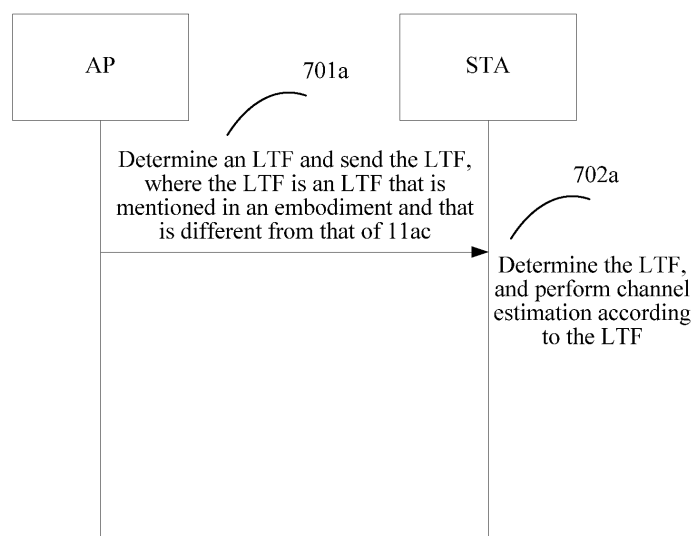 AP
STA
701a
Determine an LTF and send the LTF,
where the LTF is an LTF that is
mentioned in an embodiment and that
is different from that of 11ac
702a
Determine the LTF,
and perform channel
estimation according
to the LTF